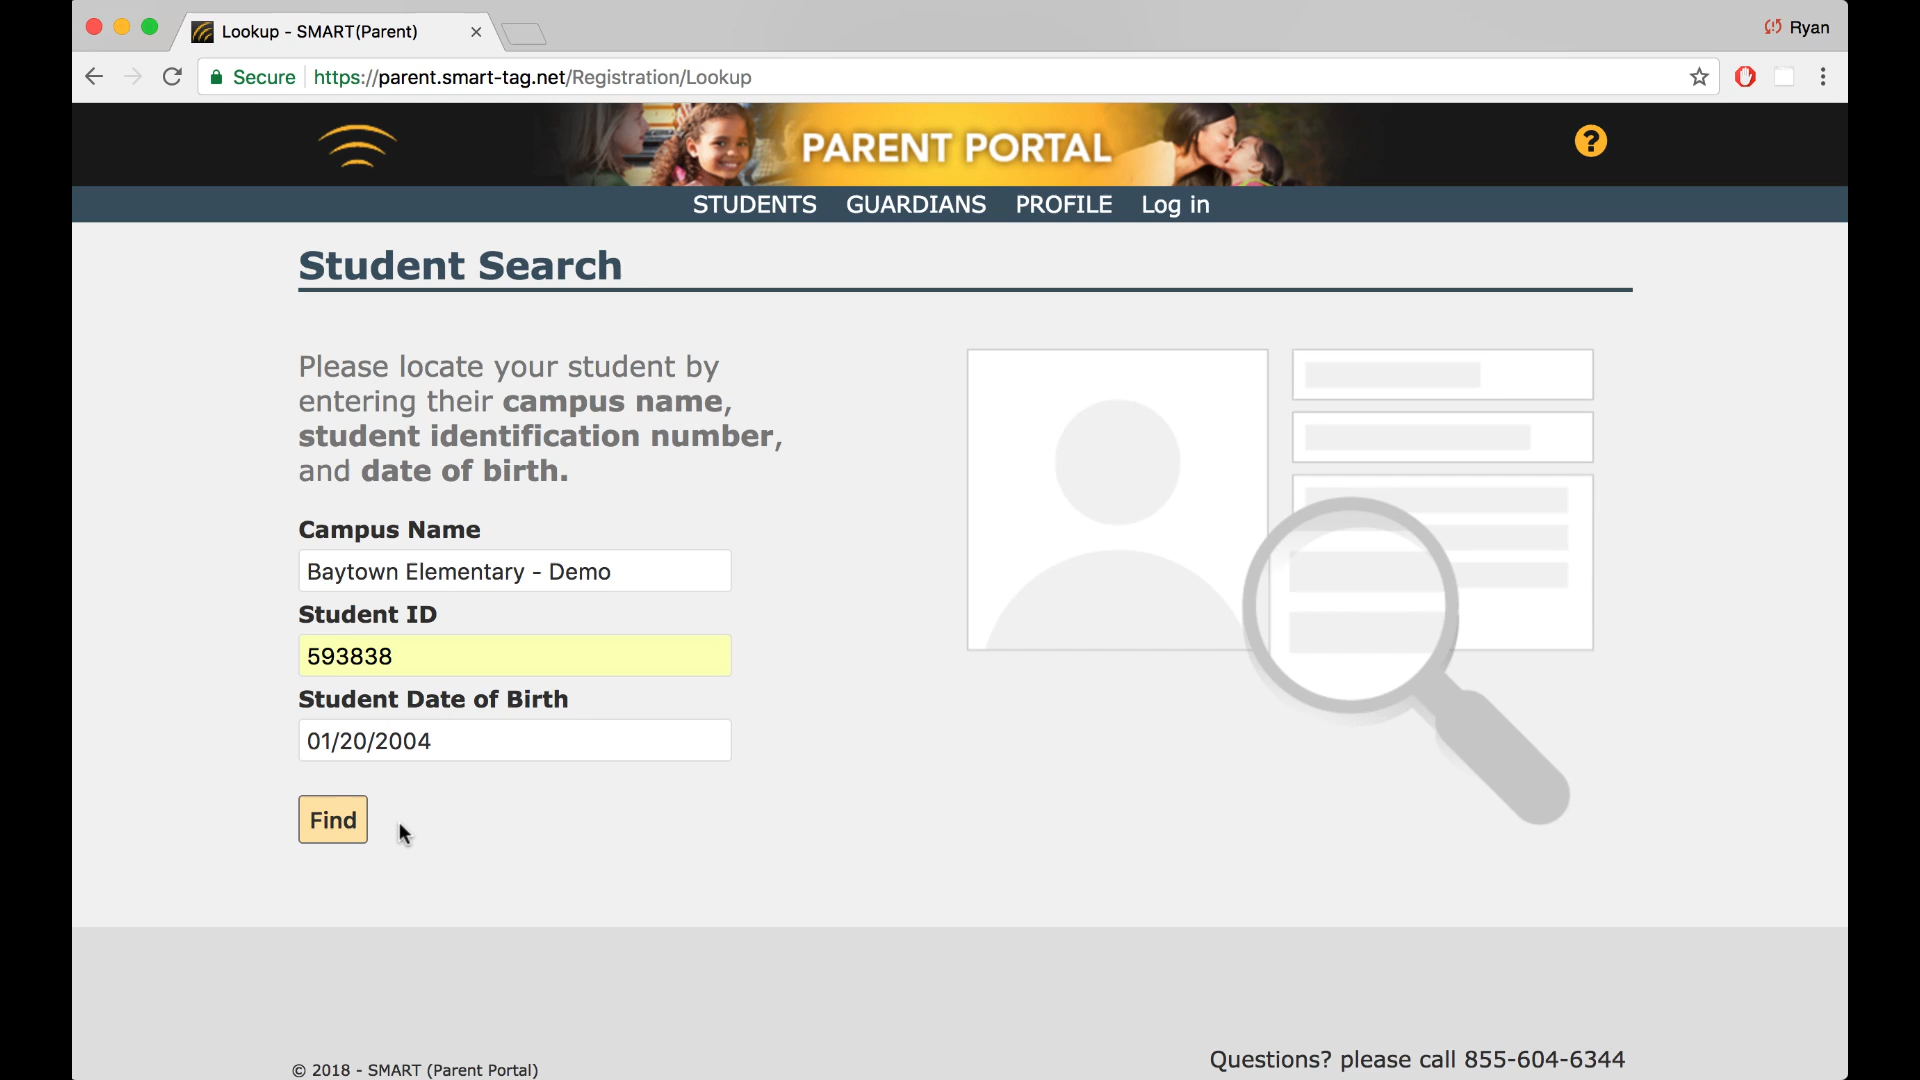 Lookup - SMART(Parent)
Ryan
Secure https://parent.smart-tag.net/Registration/Lookup
PARENT PORTAL
?
STUDENTS GUARDIANS PROFILE Log in
Student Search
Please locate your student by
entering their campus name,
student identification number,
and date of birth.
Campus Name
Baytown Elementary - Demo
Student ID
593838
Student Date of Birth
01/20/2004
Find
Questions? please call 855-604-6344
© 2018 - SMART (Parent Portal)